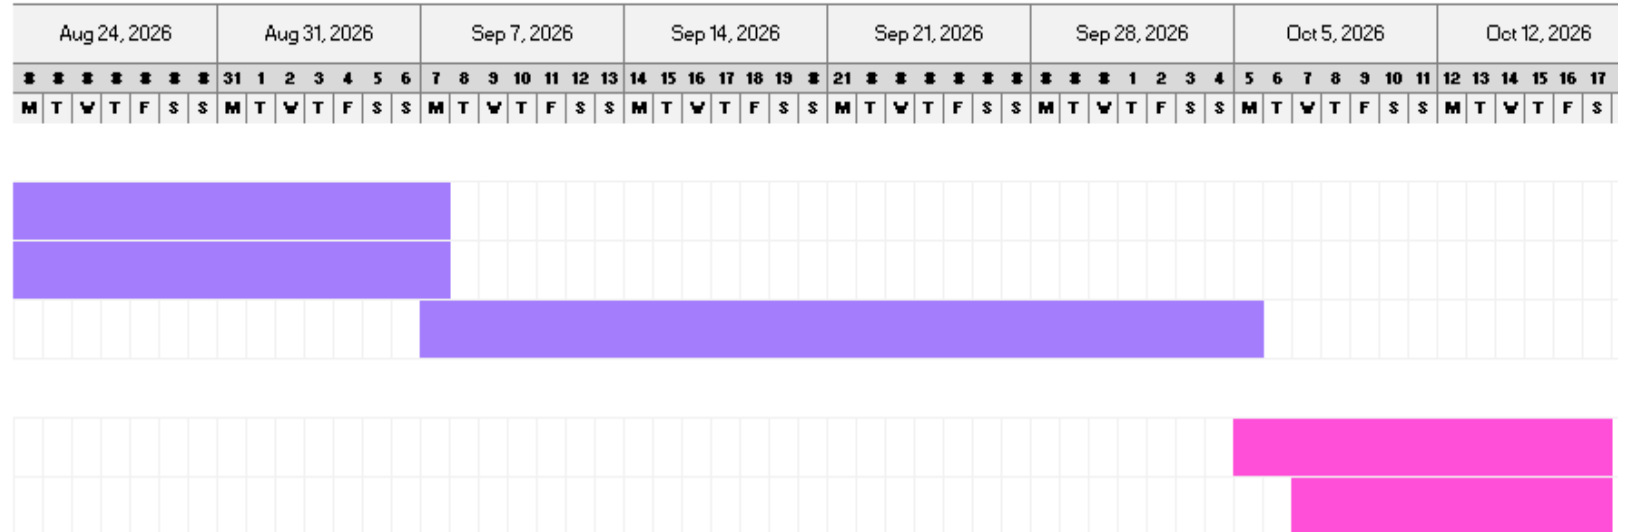 Aug 24, 2026 Aug 31, 2026 Sep 7, 2026 Sep 14, 2026 Sep 21, 2026 Sep 28, 2026 Oct 5, 2026 Oct 12, 2026
31 1 2 3 4 5 6 7 8 9 10 11 12 13 14 15 16 17 18 19 21 1 2 3 4 5 6 7 8 9 10 11 12 13 14 15 16 17
M T W T F S S M T W T F S S M T W T F S S M T W T F S S M T W T F S S M T W T F S S M T W T F S S M T W T F S